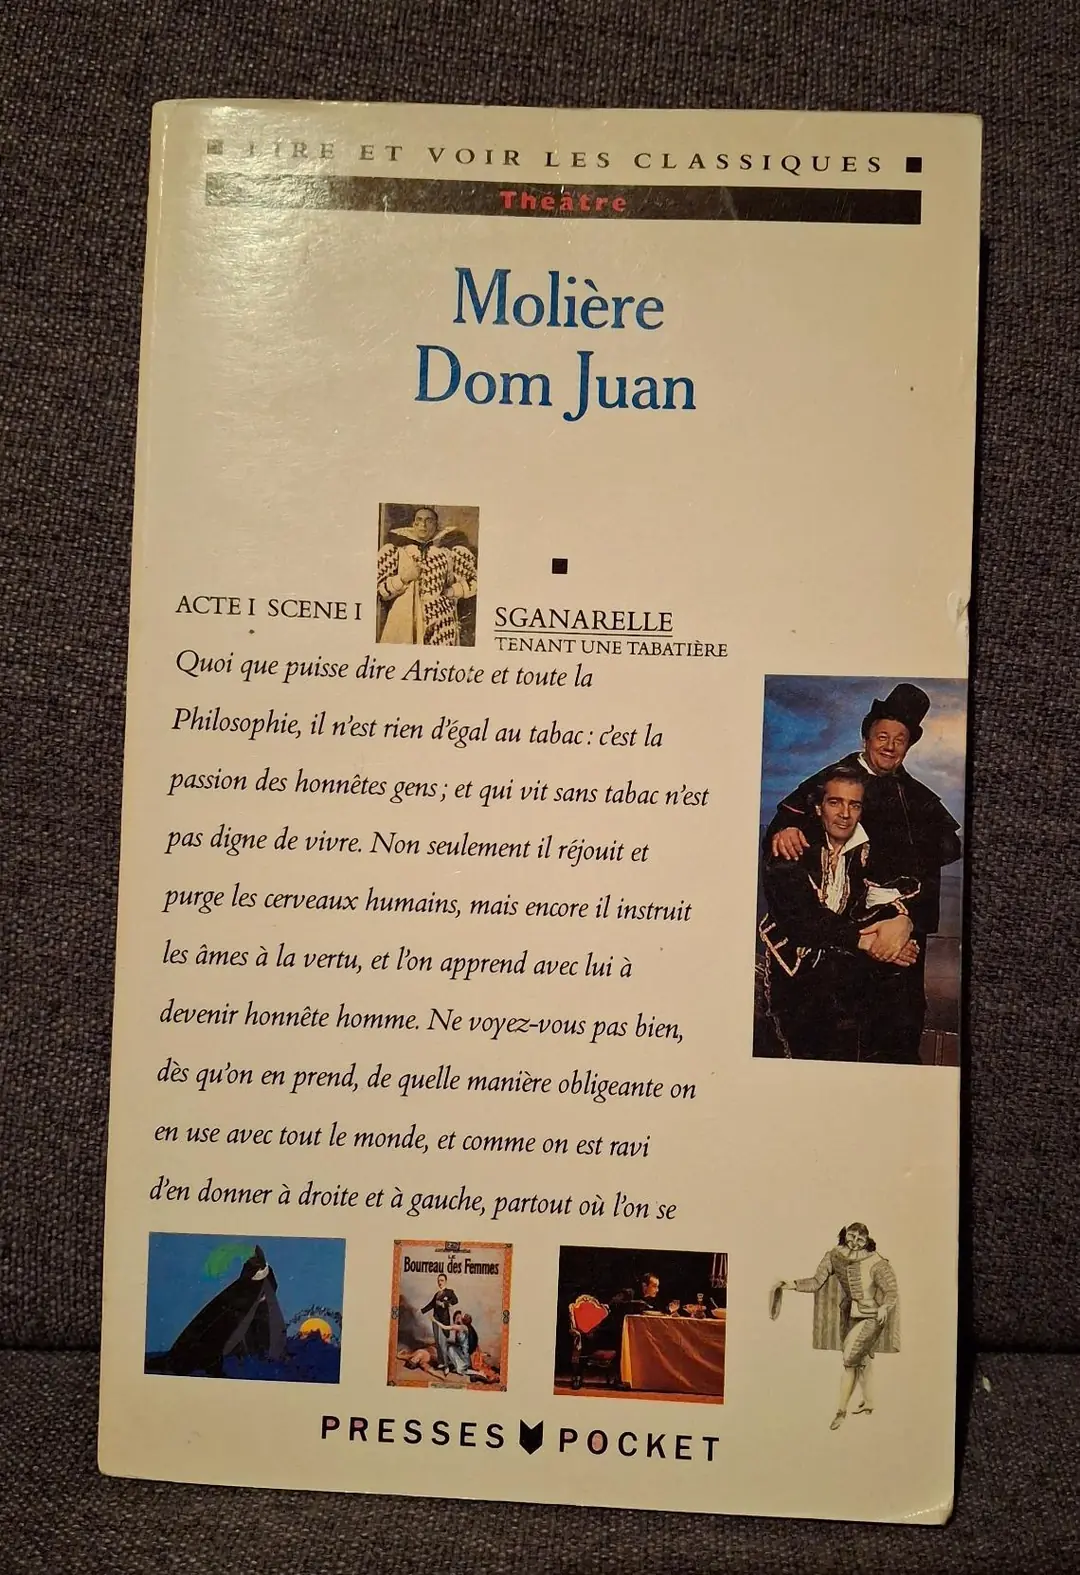 LIRE ET VOIR LES CLASSIQUES
Théâtre
Molière
Dom Juan
ACTE I SCENE I
SGANARELLE
TENANT UNE TABATIÈRE
Quoi que puisse dire Aristote et toute la
Philosophie, il n'est rien d'égal au tabac : c'est la
passion des honnêtes gens ; et qui vit sans tabac n'est
pas digne de vivre. Non seulement il réjouit et
purge les cerveaux humains, mais encore il instruit
les âmes à la vertu, et l'on apprend avec lui à
devenir honnête homme. Ne voyez-vous pas bien,
dès qu'on en prend, de quelle manière obligeante on
en use avec tout le monde, et comme on est ravi
d'en donner à droite et à gauche, partout où l'on se
LE
Bourreau des Femmes
PRESSES POCKET